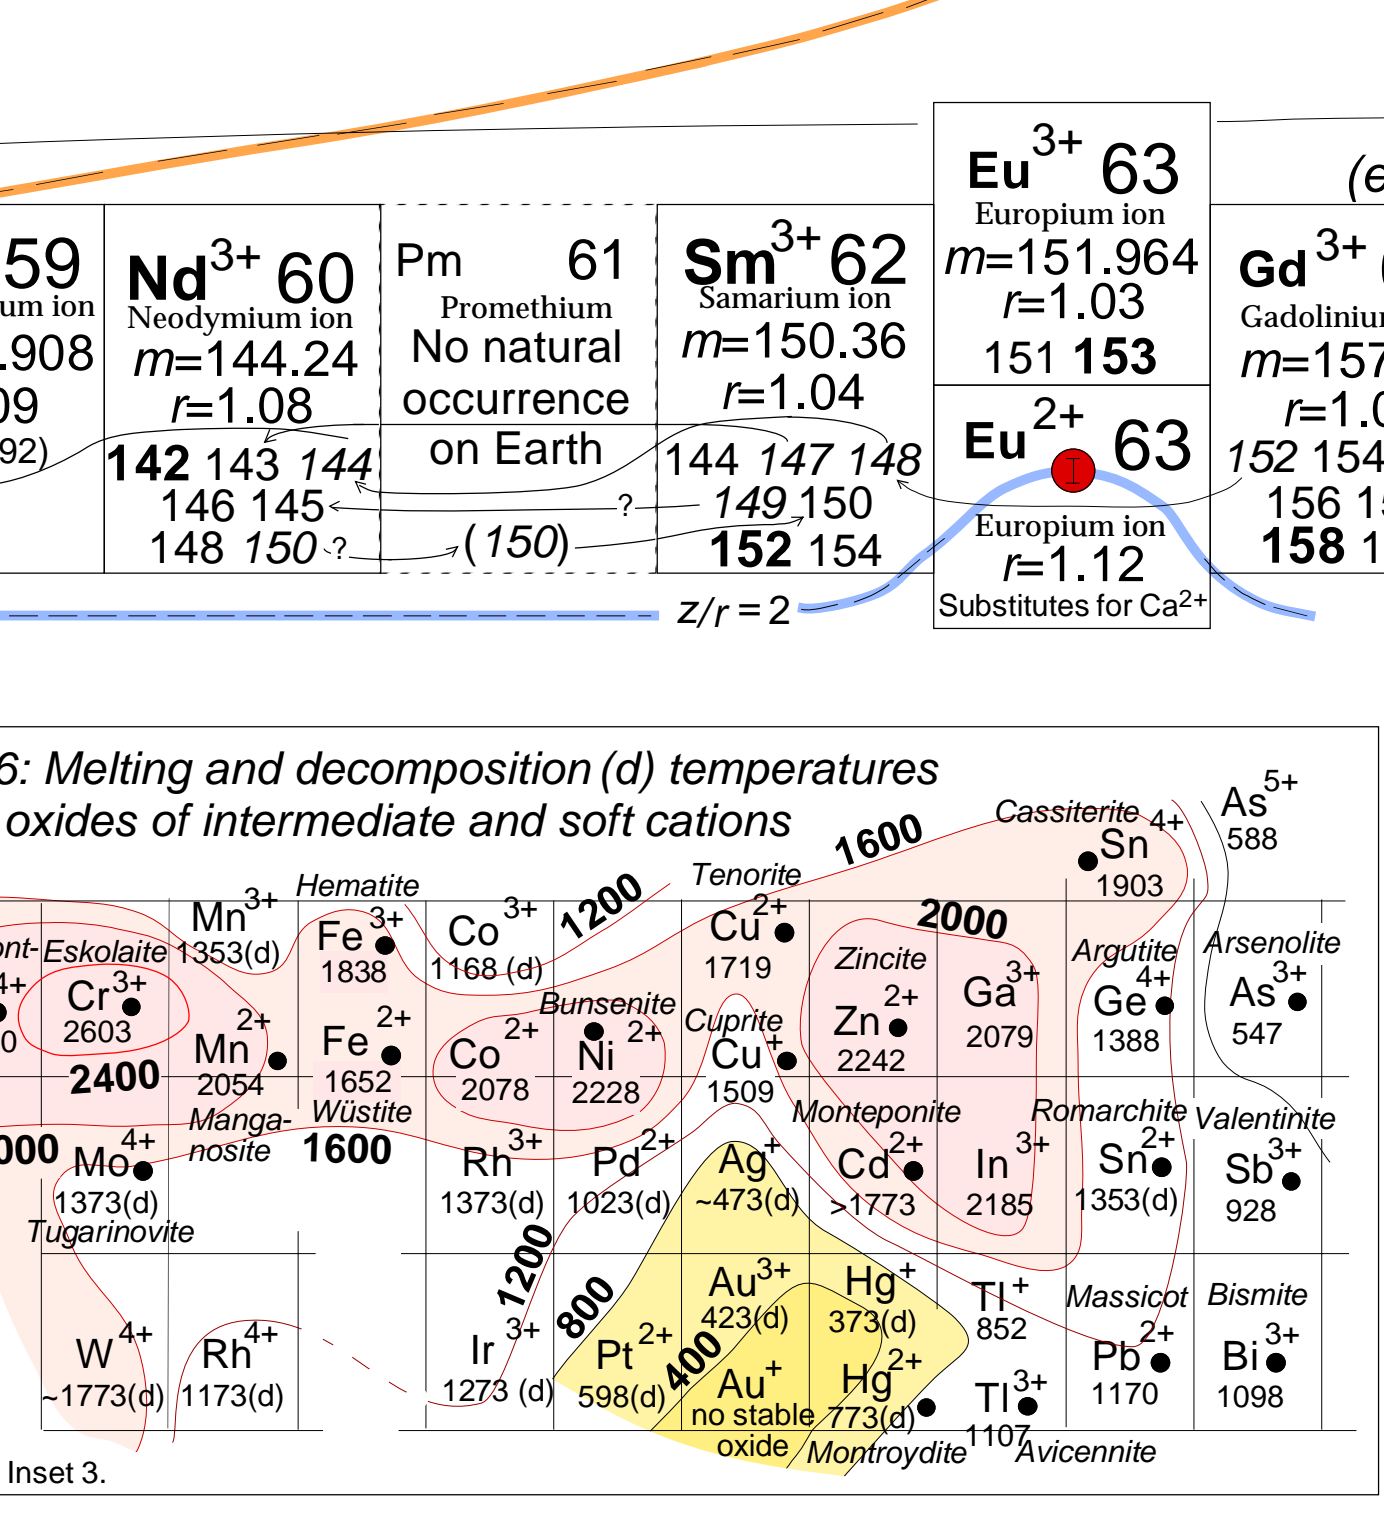 59
um ion
.908
09
92)
Nd3+ 60
Neodymium ion
m=144.24
r=1.08
142 143 144
146 145
148 150 ?
Pm 61
Promethium
No natural
occurrence
on Earth
(150)
?
Sm3+ 62
Samarium ion
m=150.36
r=1.04
144 147 148
149 150
152 154
Eu3+ 63
Europium ion
m=151.964
r=1.03
151 153
Eu2+ 63
Europium ion
r=1.12
Substitutes for Ca2+
(e
Gd3+
Gadoliniu
m=157
r=1.0
152 154
156 15
158 1
z/r = 2
6: Melting and decomposition (d) temperatures
oxides of intermediate and soft cations
1600
Cassiterite
Sn4+
1903
As5+
588
Hematite
1200
Tenorite
2000
ont-
4+
0
Eskolaite
Cr3+
2603
2400
Mn3+
1353(d)
Mn2+
2054
Manga-
nosite
Fe3+
1838
Fe2+
1652
Wüstite
1600
Co3+
1168 (d)
Co2+
2078
Bunsenite
Ni2+
2228
Cu2+
1719
Cuprite
Cu+
1509
Zincite
Zn2+
2242
Ga3+
2079
Argutite
Ge4+
1388
Arsenolite
As3+
547
000
Mo4+
1373(d)
Tugarinovite
Rh3+
1373(d)
Pd2+
1023(d)
Ag+
~473(d)
Monteponite
Cd2+
>1773
In3+
2185
Romarchite
Sn2+
1353(d)
Valentinite
Sb3+
928
1200
800
400
W4+
~1773(d)
Rh4+
1173(d)
Ir3+
1273 (d)
Pt2+
598(d)
Au3+
423(d)
Au+
no stable
oxide
Hg+
373(d)
Hg2+
773(d)
Montroydite
Tl+
852
Tl3+
1107
Avicennite
Massicot
Pb2+
1170
Bismite
Bi3+
1098
Inset 3.